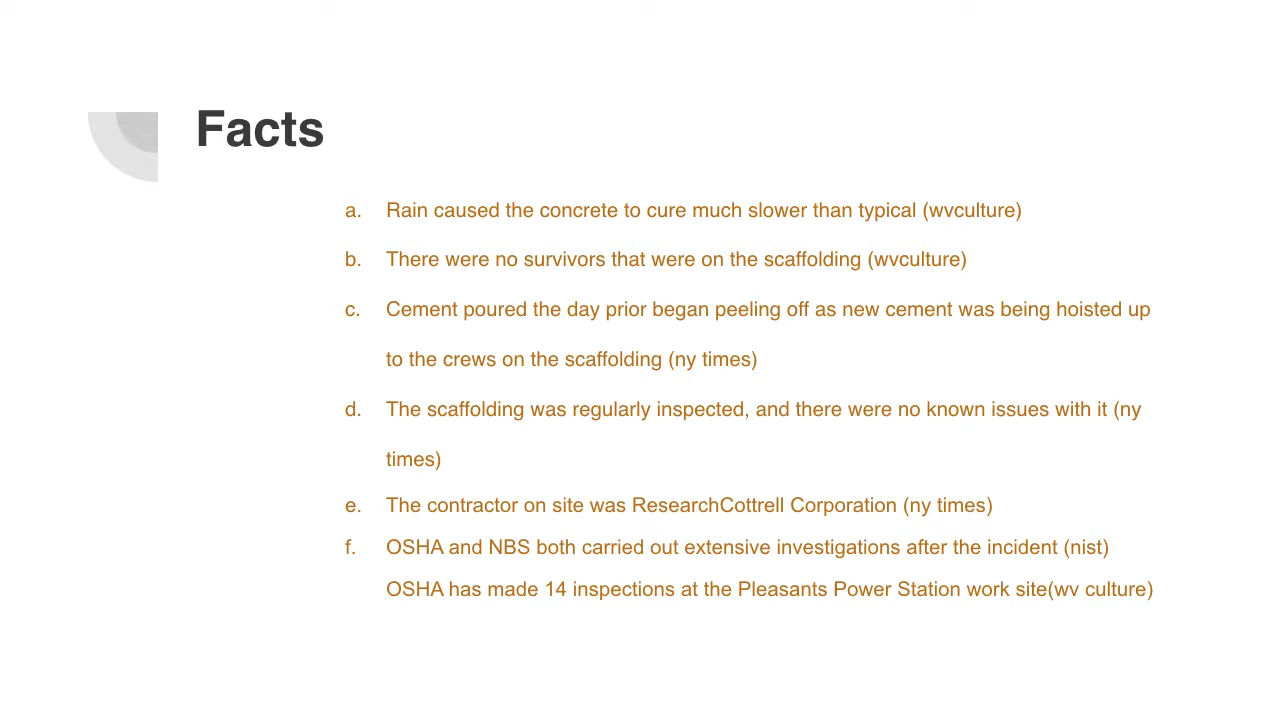 Facts
a. Rain caused the concrete to cure much slower than typical (wvculture)
b. There were no survivors that were on the scaffolding (wvculture)
c. Cement poured the day prior began peeling off as new cement was being hoisted up
to the crews on the scaffolding (ny times)
d. The scaffolding was regularly inspected, and there were no known issues with it (ny
times)
e. The contractor on site was ResearchCottrell Corporation (ny times)
f. OSHA and NBS both carried out extensive investigations after the incident (nist)
OSHA has made 14 inspections at the Pleasants Power Station work site(wv culture)